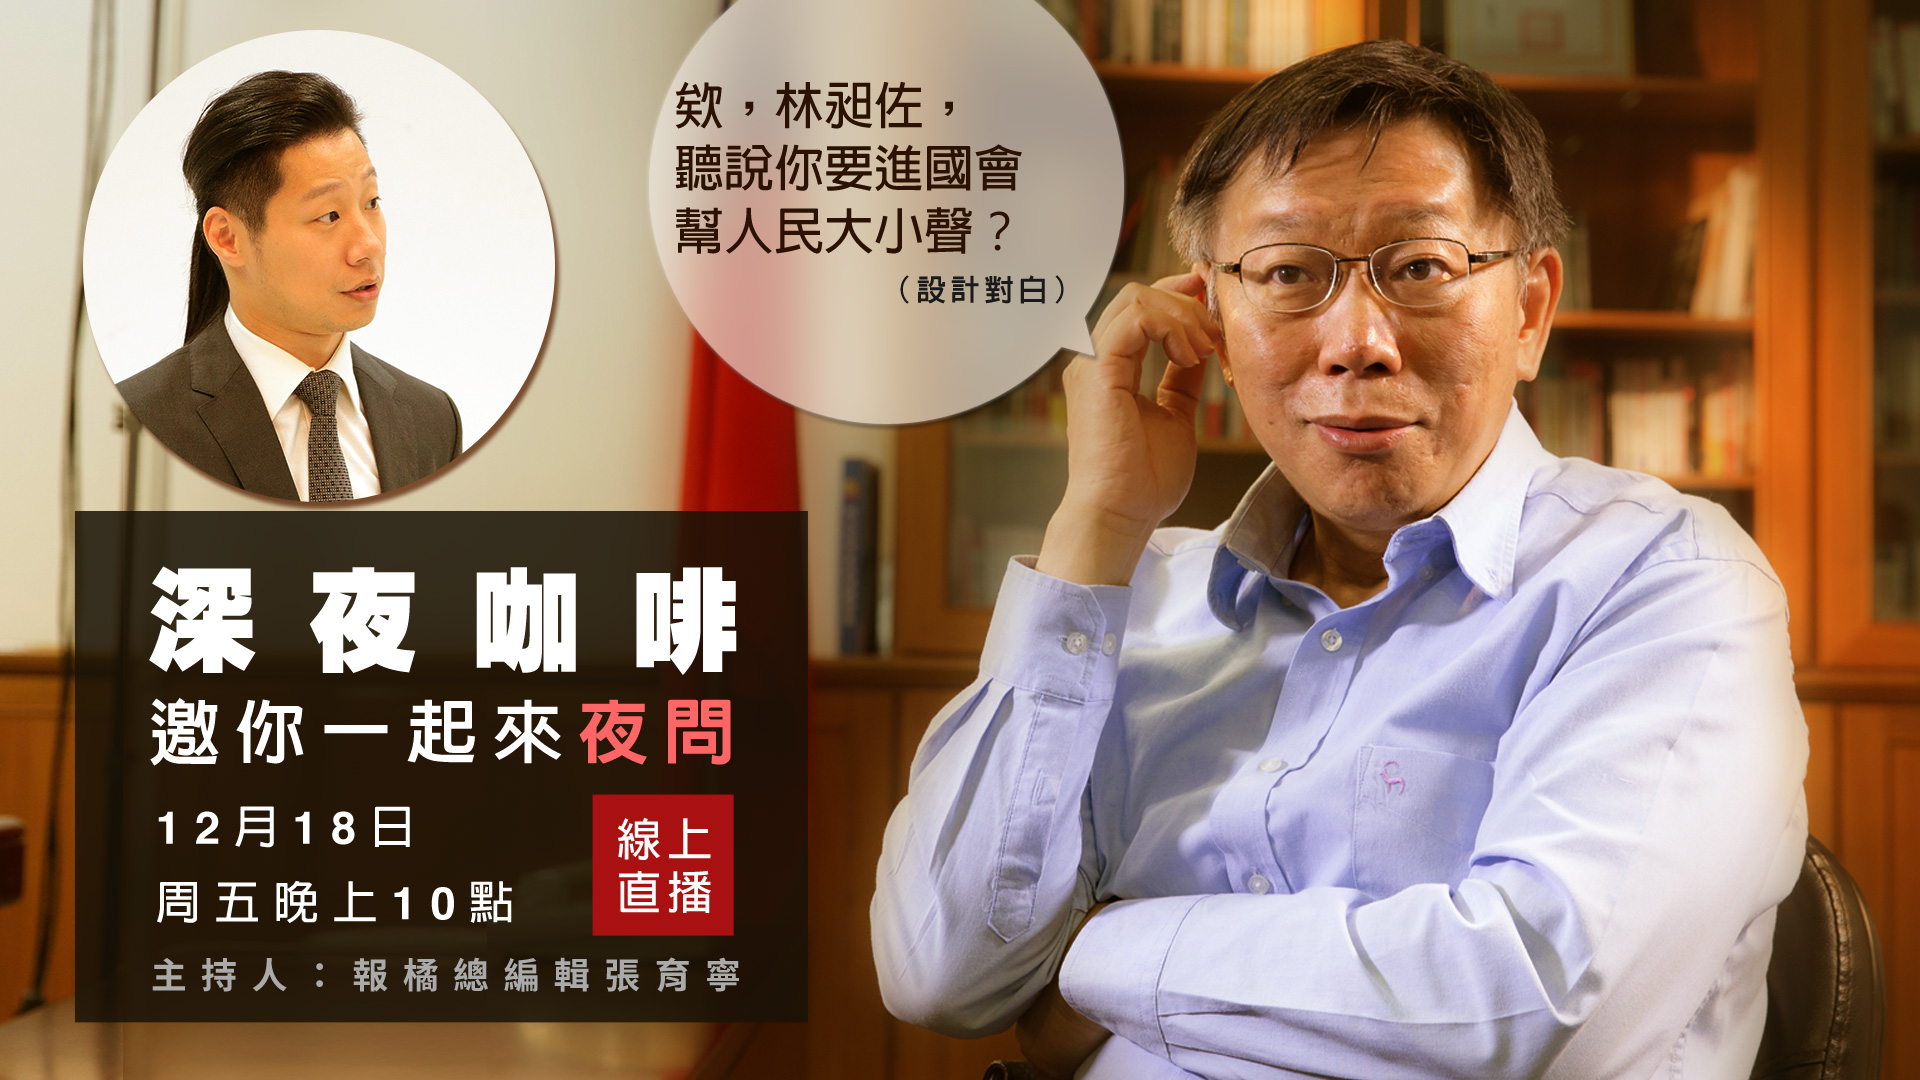 欸，林昶佐，
聽說你要進國會
幫人民大小聲？
（設計對白）
深夜咖啡
邀你一起來夜問
12月18日
周五晚上10點
線上
直播
主持人：報橘總編輯張育寧